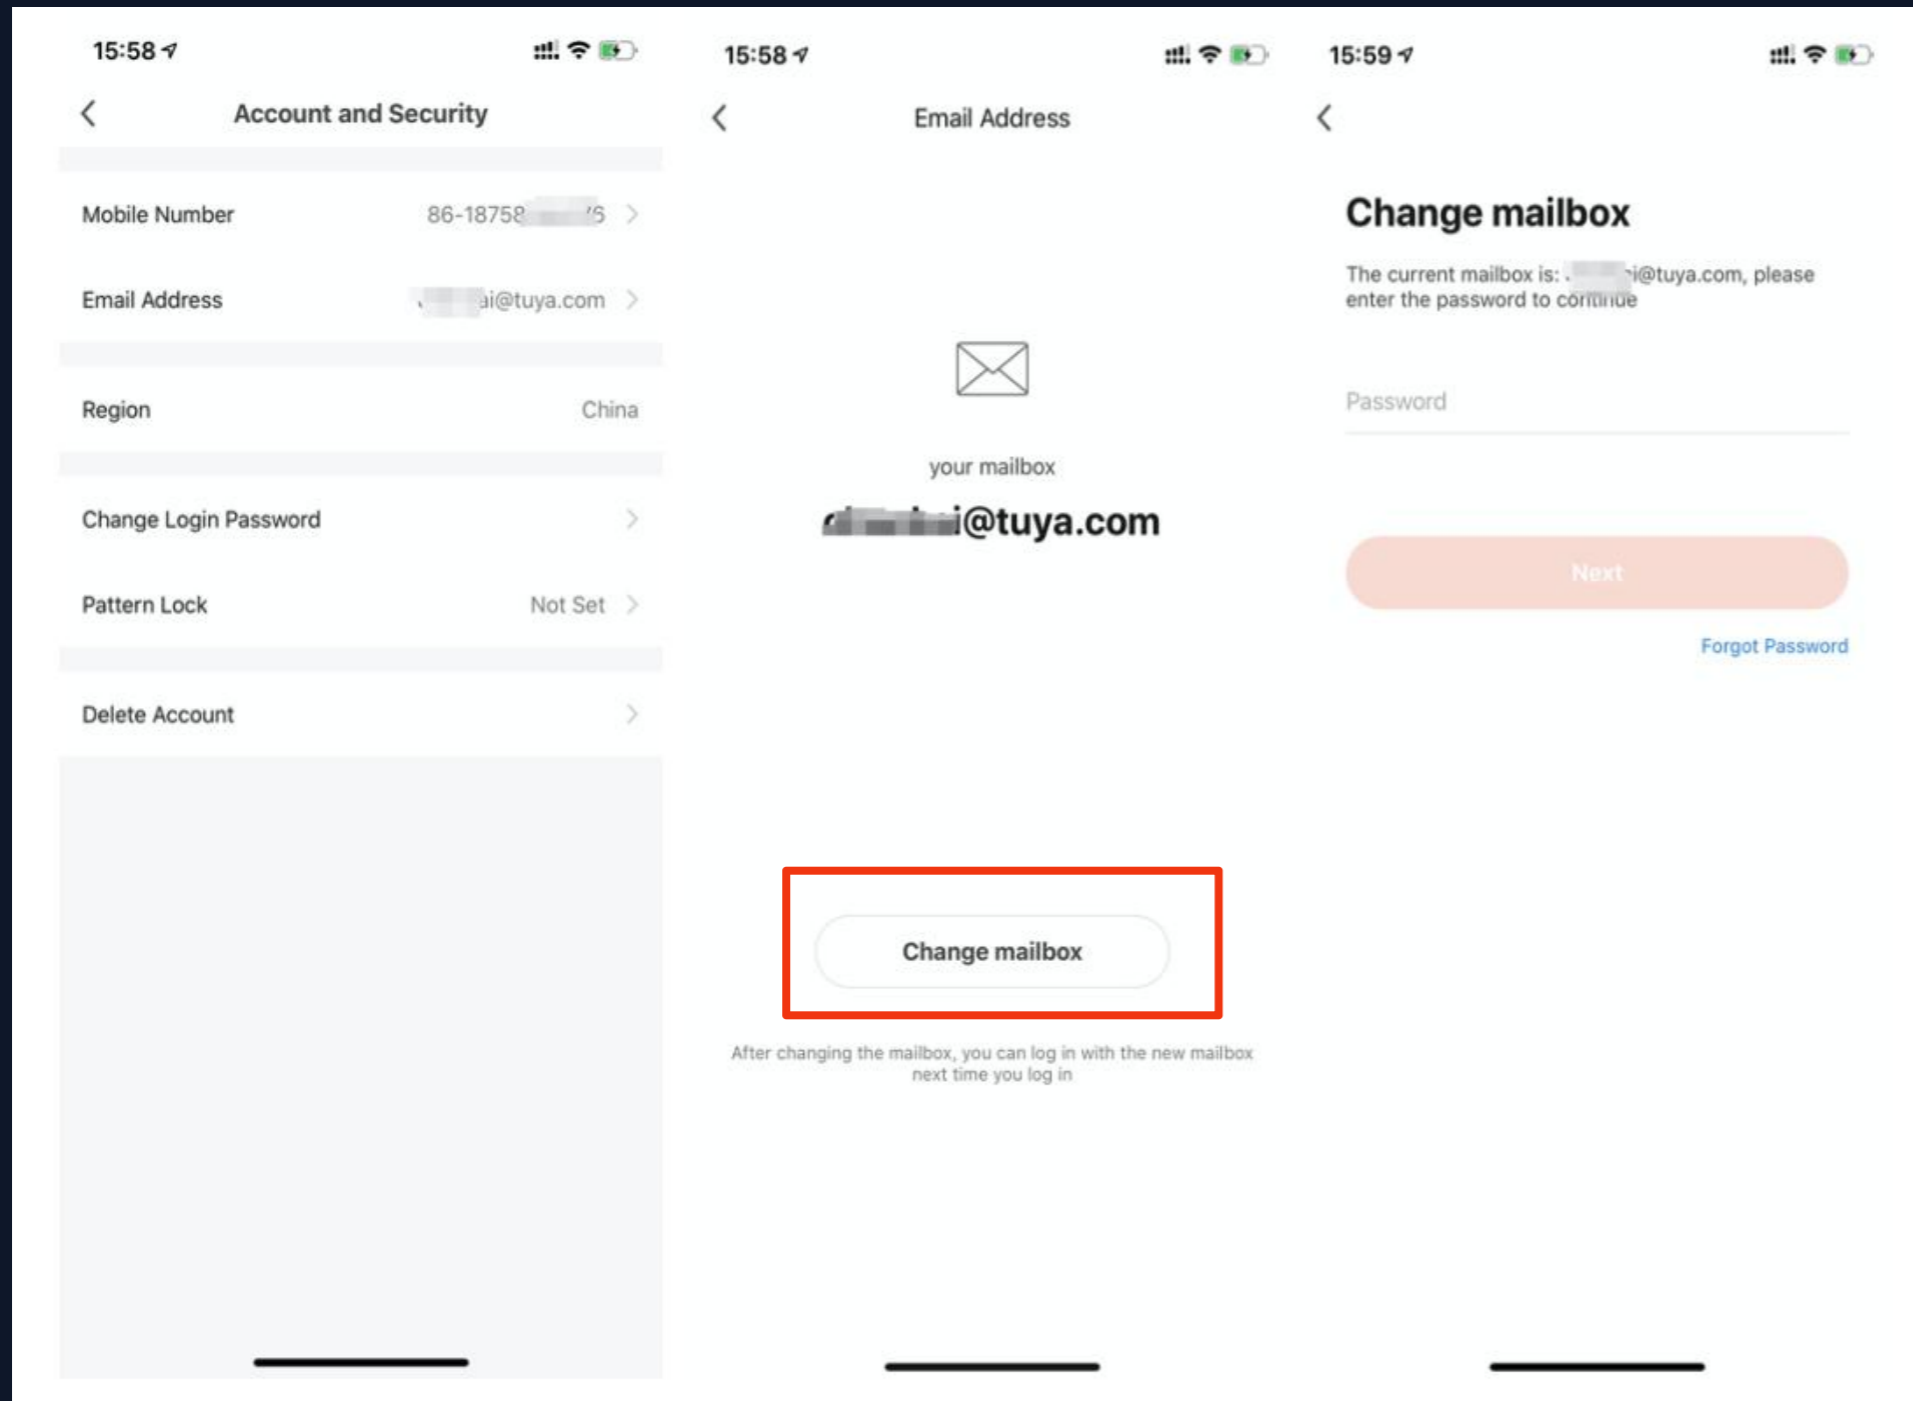 15:58
Account and Security
Mobile Number
86-18758
Email Address
@tuya.com
Region
China
Change Login Password
Pattern Lock
Not Set
Delete Account
15:58
Email Address
your mailbox
@tuya.com
Change mailbox
After changing the mailbox, you can log in with the new mailbox
next time you log in
15:59
Change mailbox
The current mailbox is: @tuya.com, please
enter the password to continue
Password
Next
Forgot Password